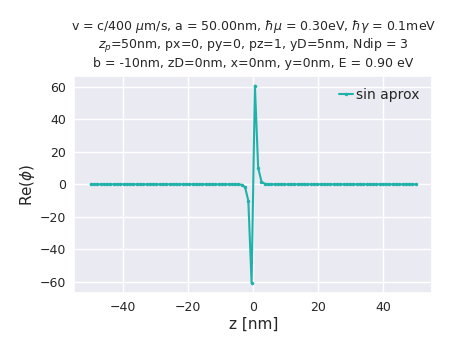 v = c/400 μm/s, a = 50.00nm, ℏμ = 0.30eV, ℏγ = 0.1meV
zₚ=50nm, px=0, py=0, pz=1, yD=5nm, Ndip = 3
b = -10nm, zD=0nm, x=0nm, y=0nm, E = 0.90 eV
sin aprox
Re(ϕ)
60
40
20
0
−20
−40
−60
−40
−20
0
20
40
z [nm]